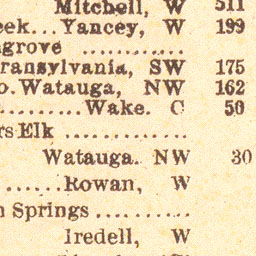 Mitchell, W 511
eek...Yancey, W 199
grove ............
ransylvania, SW 175
o. Watauga, NW 162
........Wake. C 50
rs Elk .............
Watauga. NW 30
......Rowan, W
n Springs ..........
Iredell, W